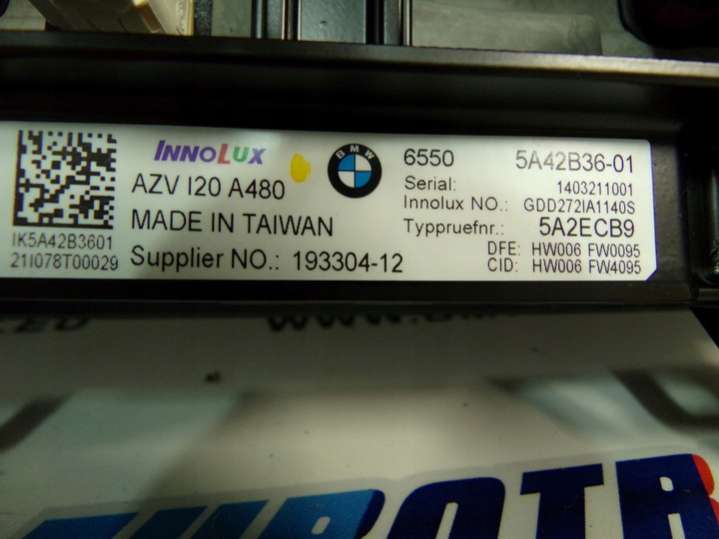 INNOLUX
BMW
6550 5A42B36-01
AZV I20 A480
Serial: 1403211001
Innolux NO.: GDD272IA1140S
MADE IN TAIWAN
Typpruefnr.: 5A2ECB9
IK5A42B3601
21I078T00029
Supplier NO.: 193304-12
DFE: HW006 FW0095
CID: HW006 FW4095